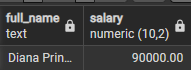 full_name salary
text numeric (10,2)
Diana Prin... 90000.00